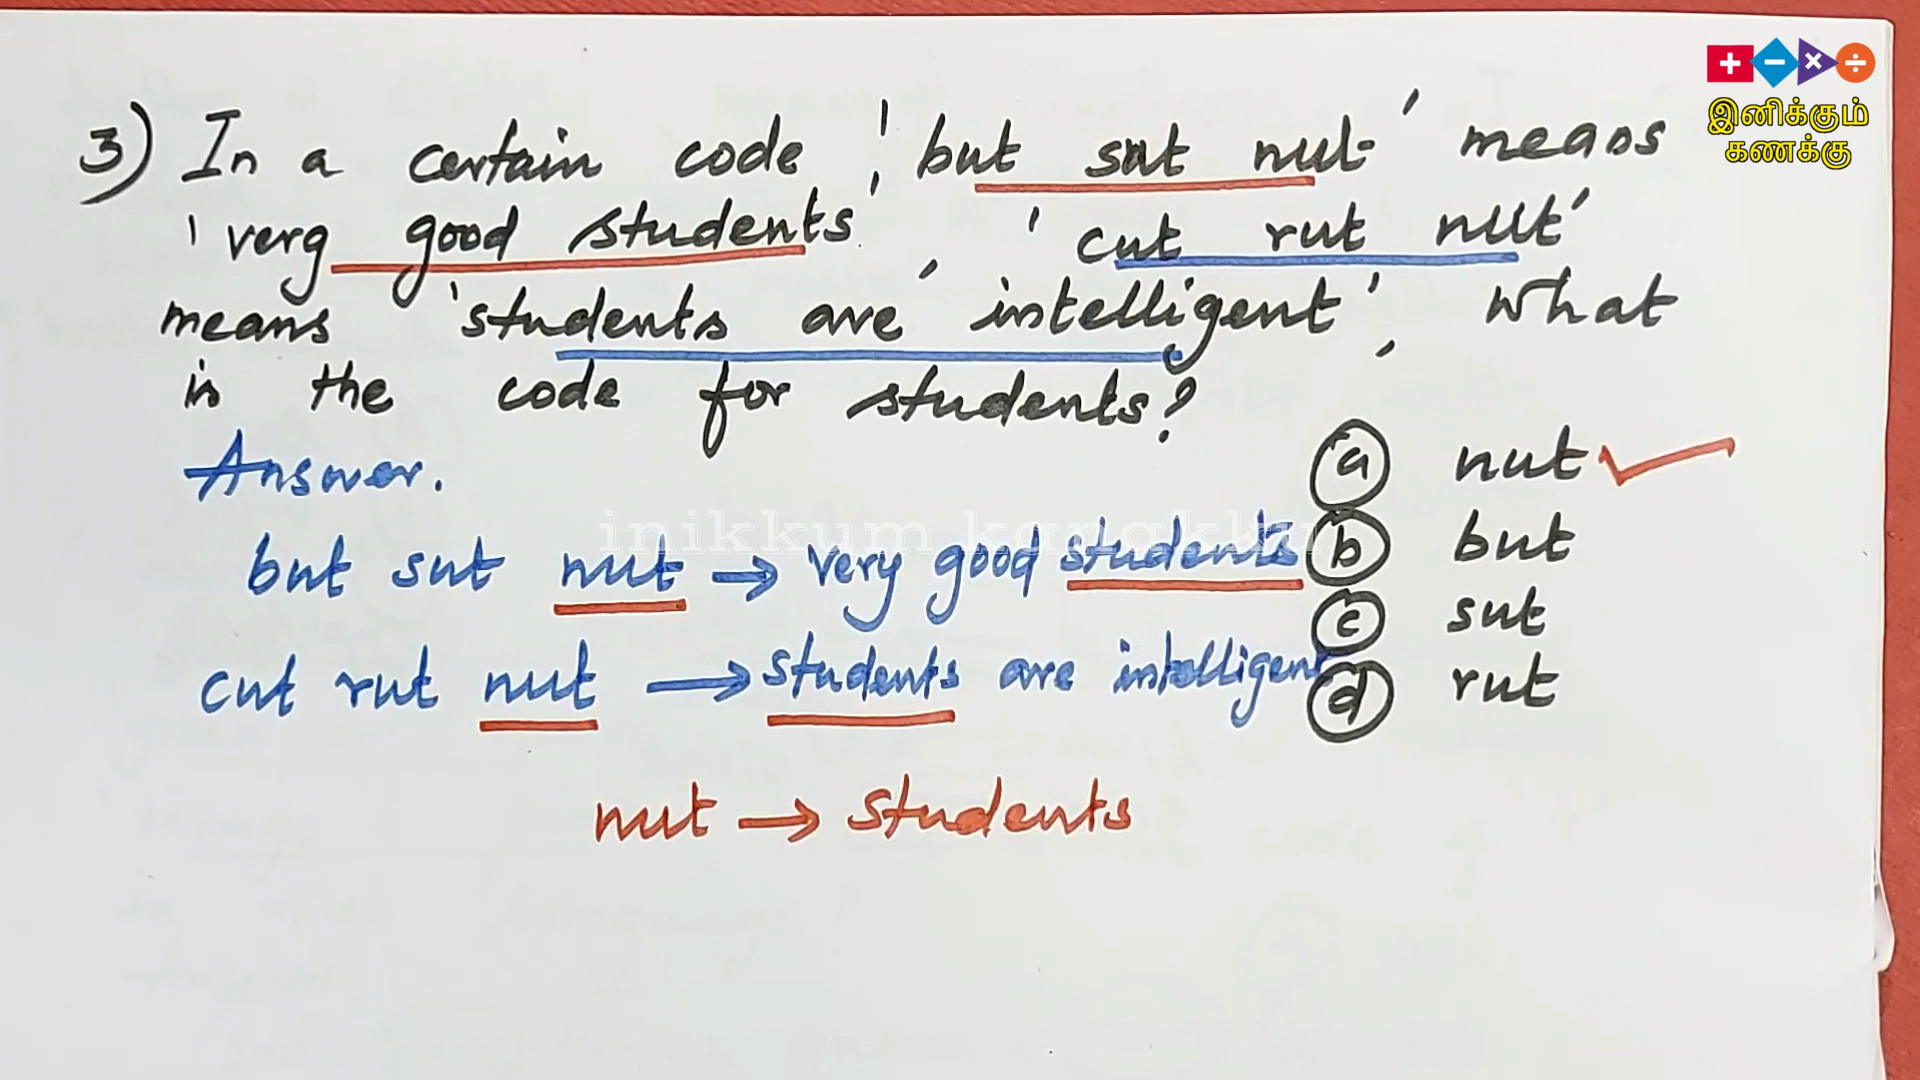 + - × ÷
இனிக்கும்
கணக்கு
3) In a certain code, 'but sut nut' means
'very good students'. 'cut rut nut'
means 'students are intelligent'. What
is the code for students?
Answer.
but sut nut → very good students
cut rut nut → students are intelligent
nut → students
a nut ✓
b but
c sut
d rut
inikkum kanakku